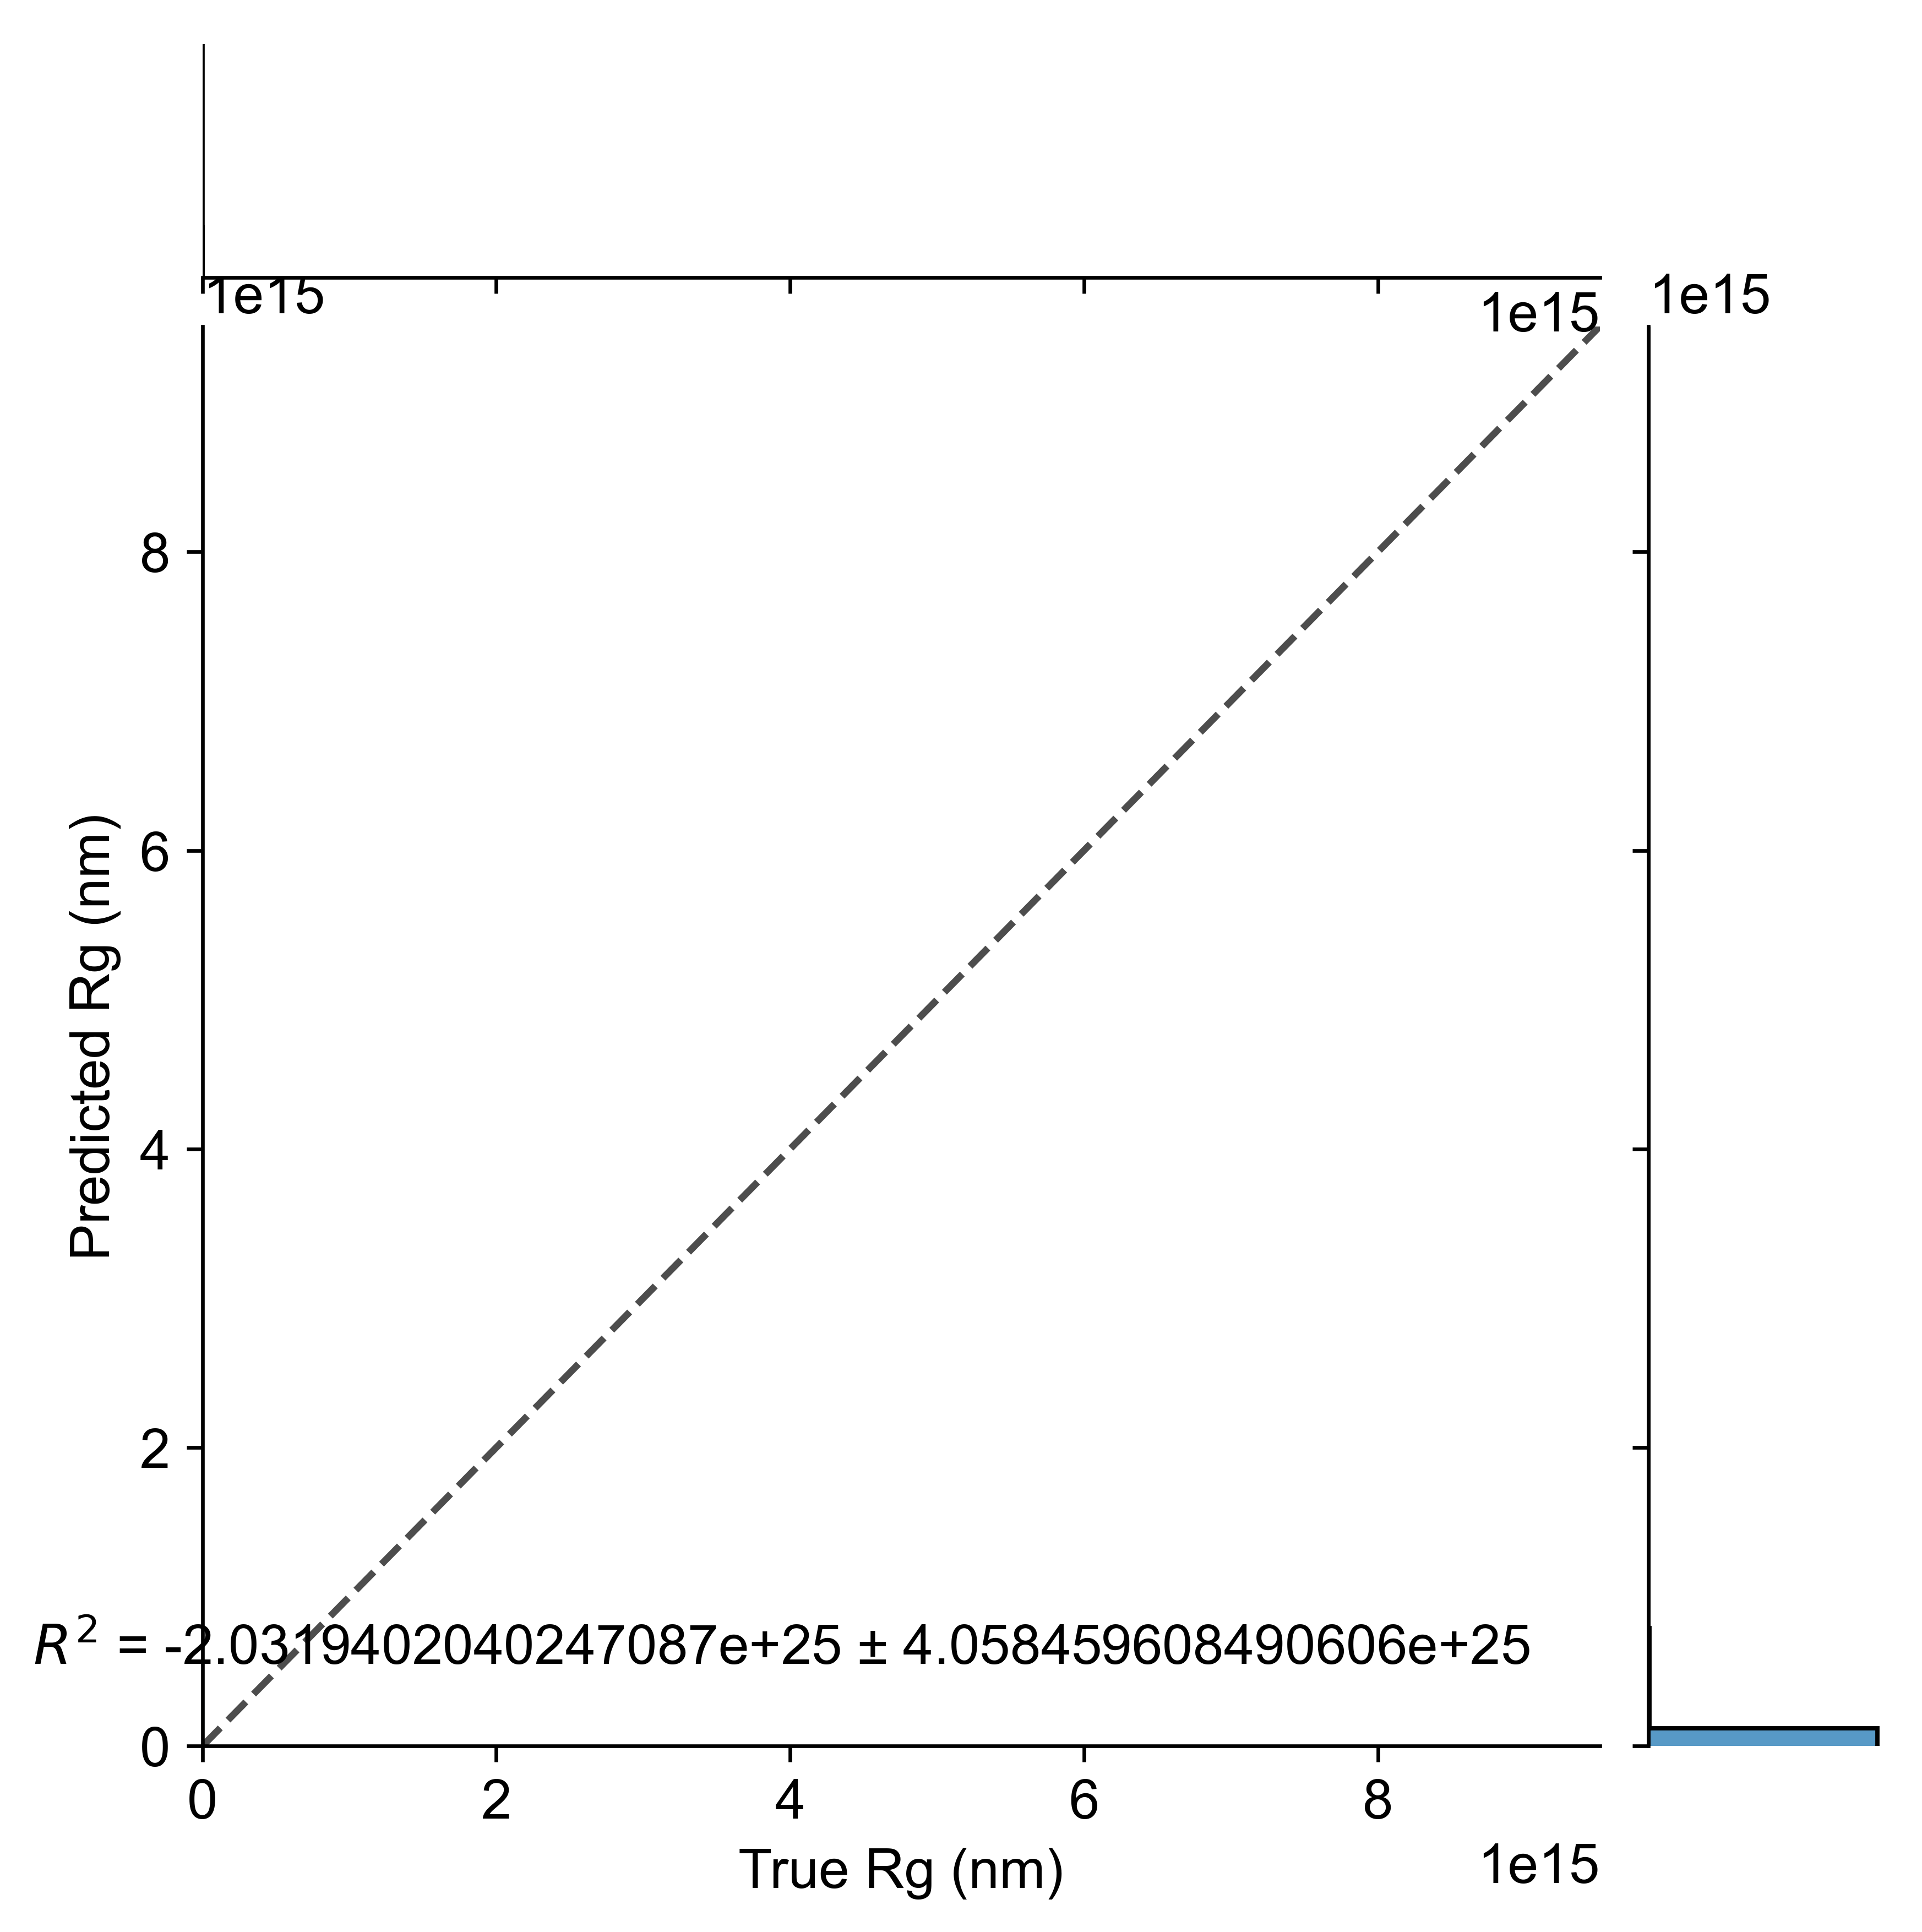 1e15
1e15
1e15
8
6
4
2
0
Predicted Rg (nm)
R² = -2.0319402040247087e+25 ± 4.058459608490606e+25
0 2 4 6 8
True Rg (nm)
1e15